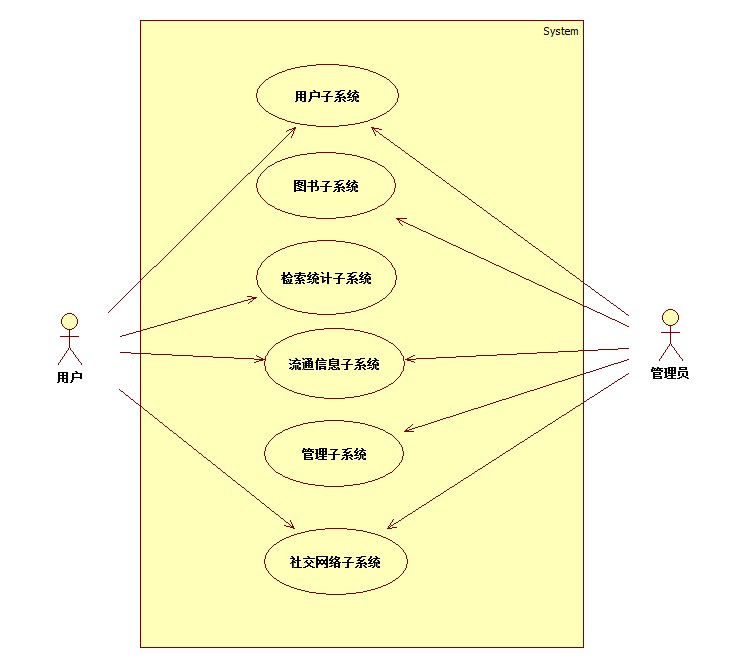 System
用户子系统
图书子系统
检索统计子系统
流通信息子系统
管理子系统
社交网络子系统
用户
管理员